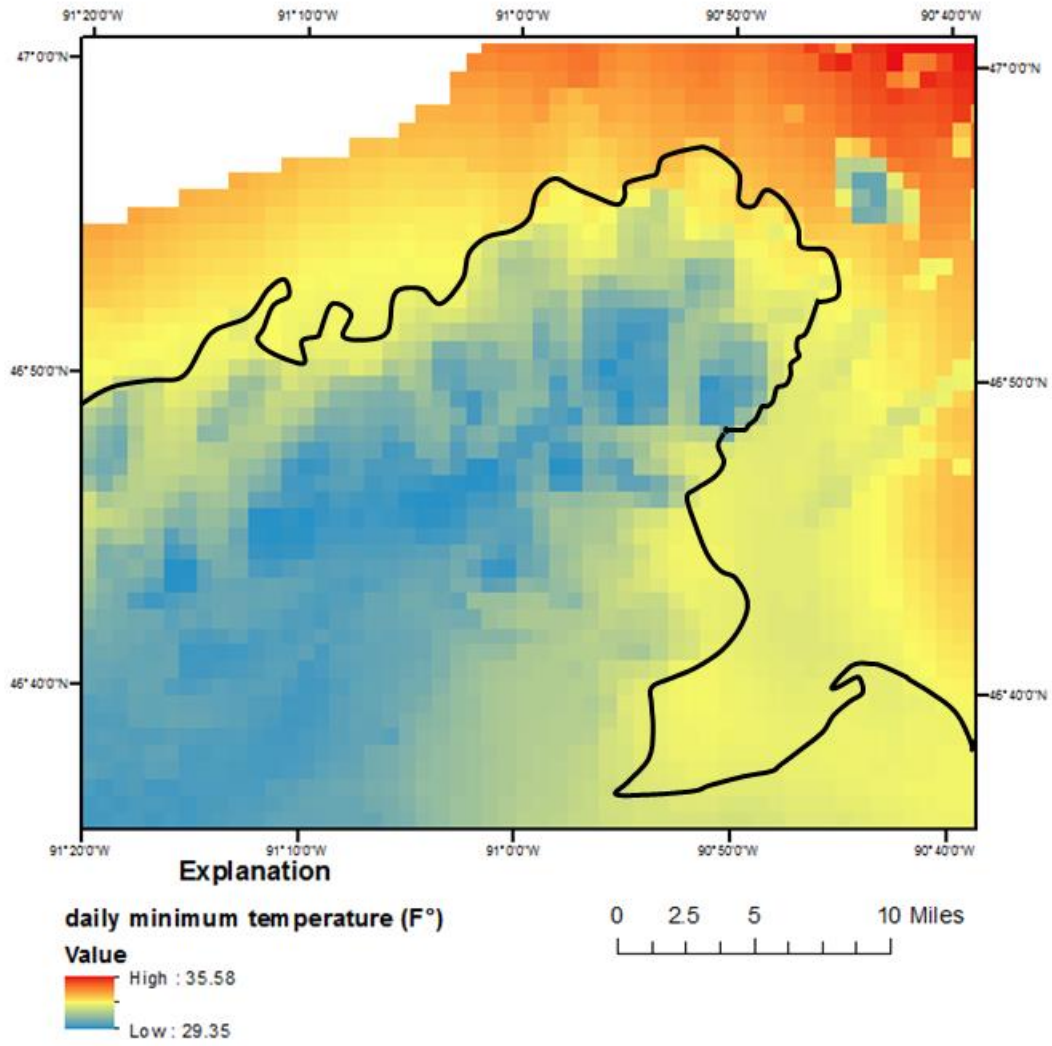 91°20'0"W 91°10'0"W 91°0'0"W 90°50'0"W 90°40'0"W
47°0'0"N 47°0'0"N
46°50'0"N 46°50'0"N
46°40'0"N 46°40'0"N
91°20'0"W 91°10'0"W 91°0'0"W 90°50'0"W 90°40'0"W
Explanation
daily minimum temperature (F°)
Value
High : 35.58
Low : 29.35
0 2.5 5 10 Miles